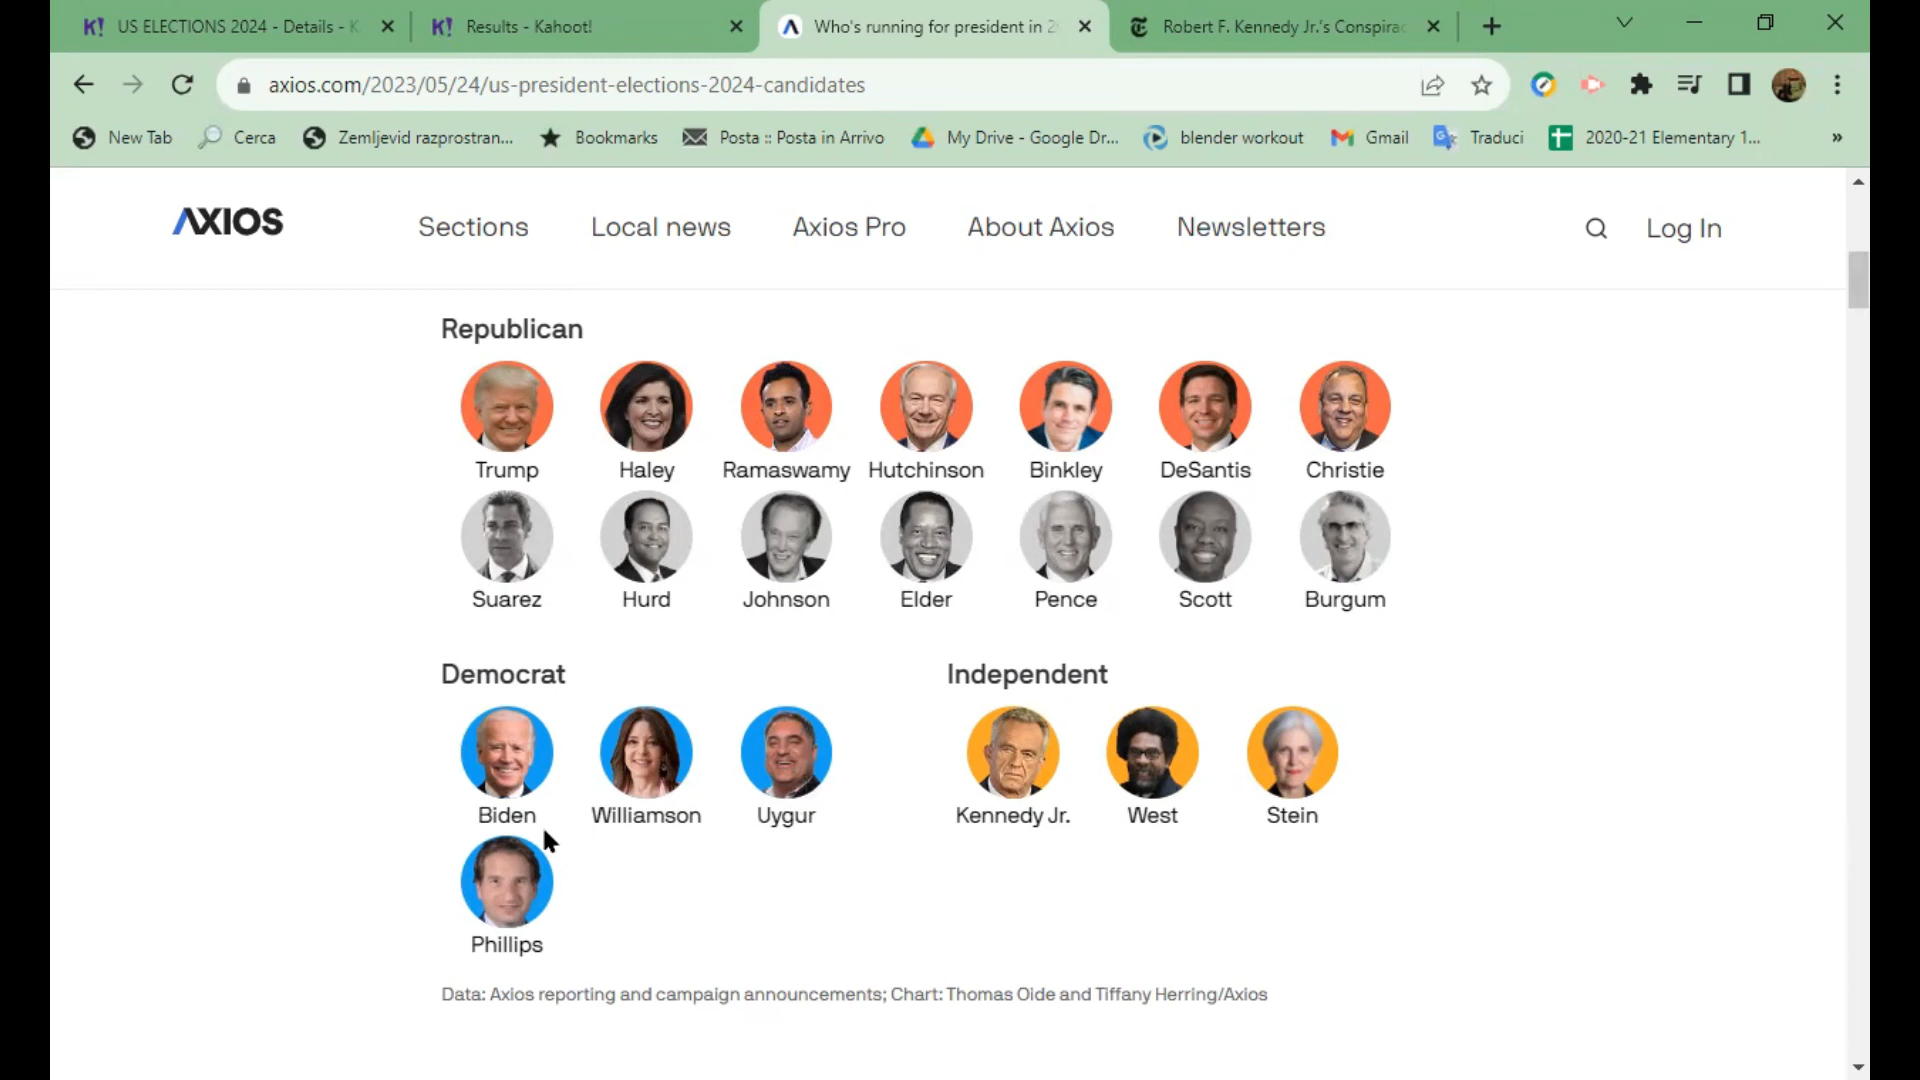 US ELECTIONS 2024 - Details - K
Results - Kahoot!
Who's running for president in 2
Robert F. Kennedy Jr.'s Conspirac
axios.com/2023/05/24/us-president-elections-2024-candidates
New Tab
Cerca
Zemljevid razprostran...
Bookmarks
Posta :: Posta in Arrivo
My Drive - Google Dr...
blender workout
Gmail
Traduci
2020-21 Elementary 1...
»
AXIOS
Sections
Local news
Axios Pro
About Axios
Newsletters
Log In
Republican
Trump
Haley
Ramaswamy
Hutchinson
Binkley
DeSantis
Christie
Suarez
Hurd
Johnson
Elder
Pence
Scott
Burgum
Democrat
Independent
Biden
Williamson
Uygur
Kennedy Jr.
West
Stein
Phillips
Data: Axios reporting and campaign announcements; Chart: Thomas Oide and Tiffany Herring/Axios